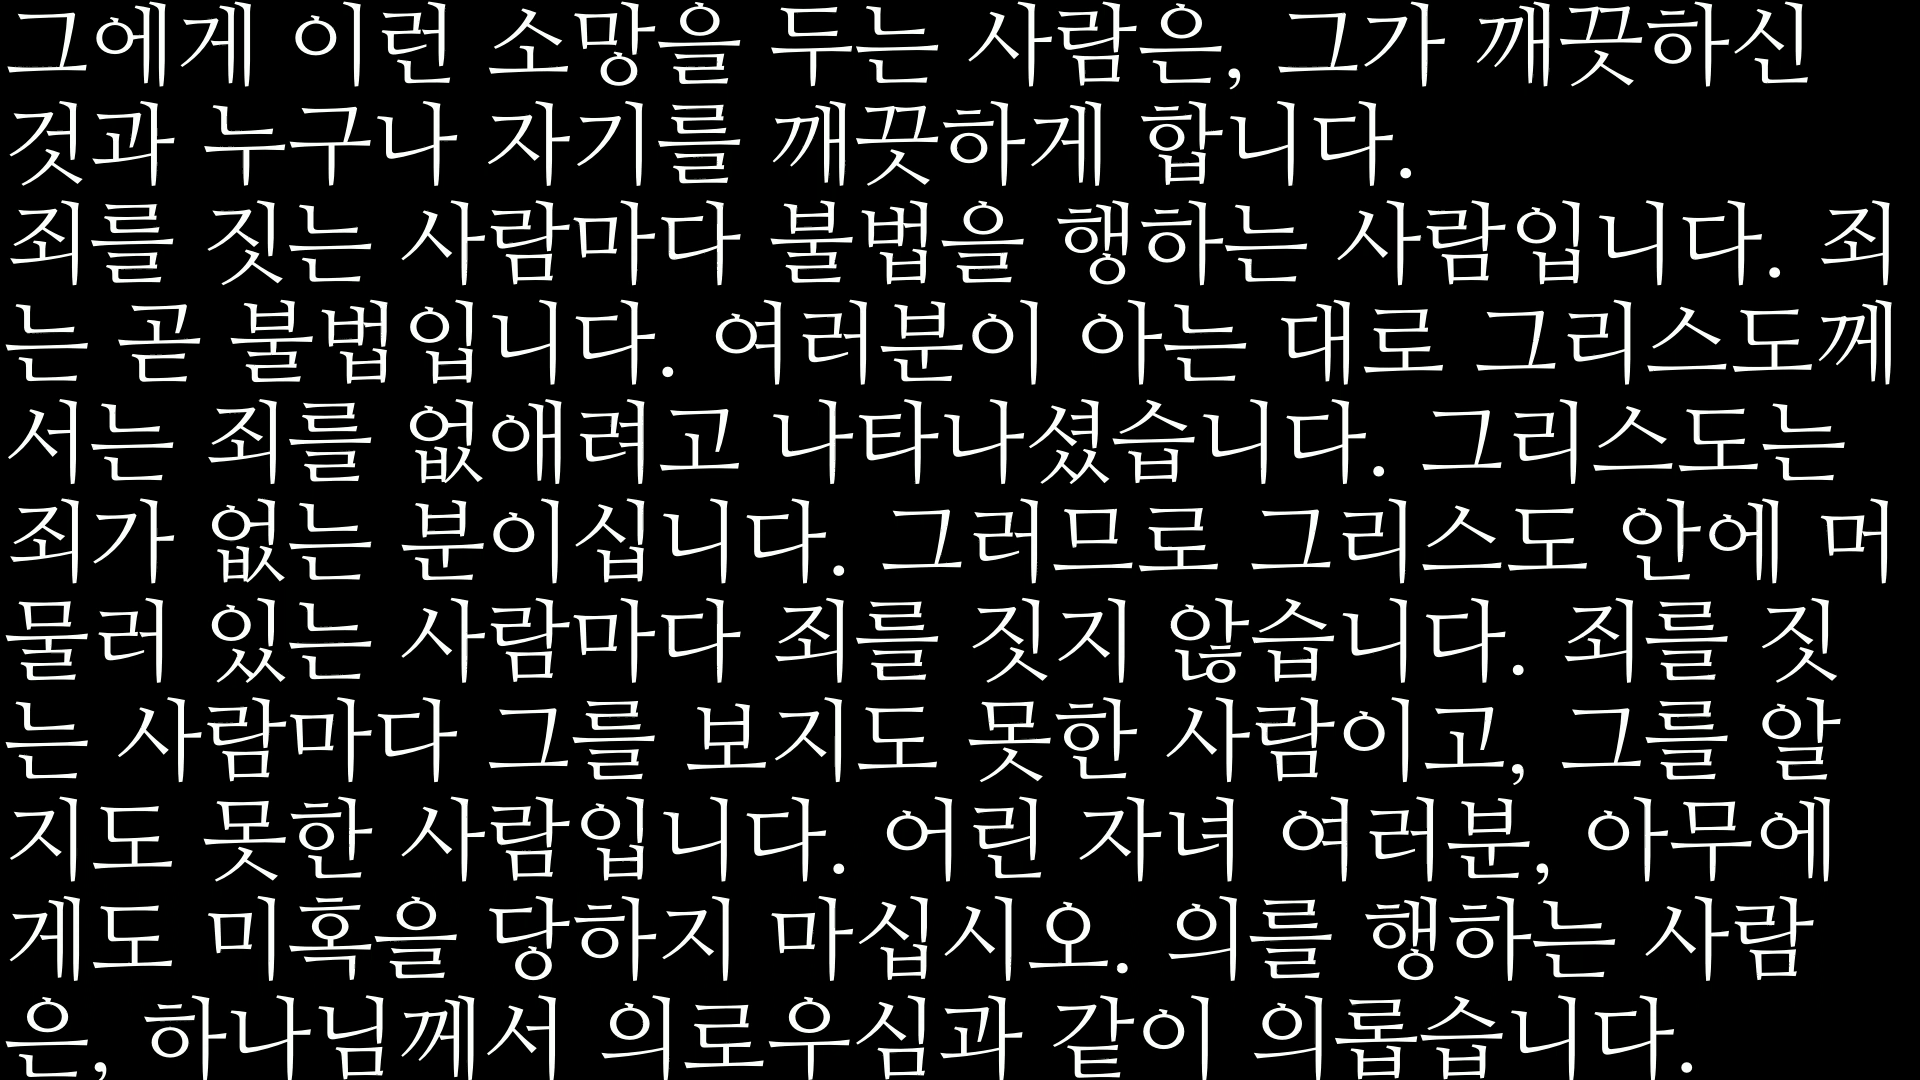 그에게 이런 소망을 두는 사람은, 그가 깨끗하신
것과 누구나 자기를 깨끗하게 합니다.
죄를 짓는 사람마다 불법을 행하는 사람입니다. 죄
는 곧 불법입니다. 여러분이 아는 대로 그리스도께
서는 죄를 없애려고 나타나셨습니다. 그리스도는
죄가 없는 분이십니다. 그러므로 그리스도 안에 머
물러 있는 사람마다 죄를 짓지 않습니다. 죄를 짓
는 사람마다 그를 보지도 못한 사람이고, 그를 알
지도 못한 사람입니다. 어린 자녀 여러분, 아무에
게도 미혹을 당하지 마십시오. 의를 행하는 사람
은, 하나님께서 의로우심과 같이 의롭습니다.